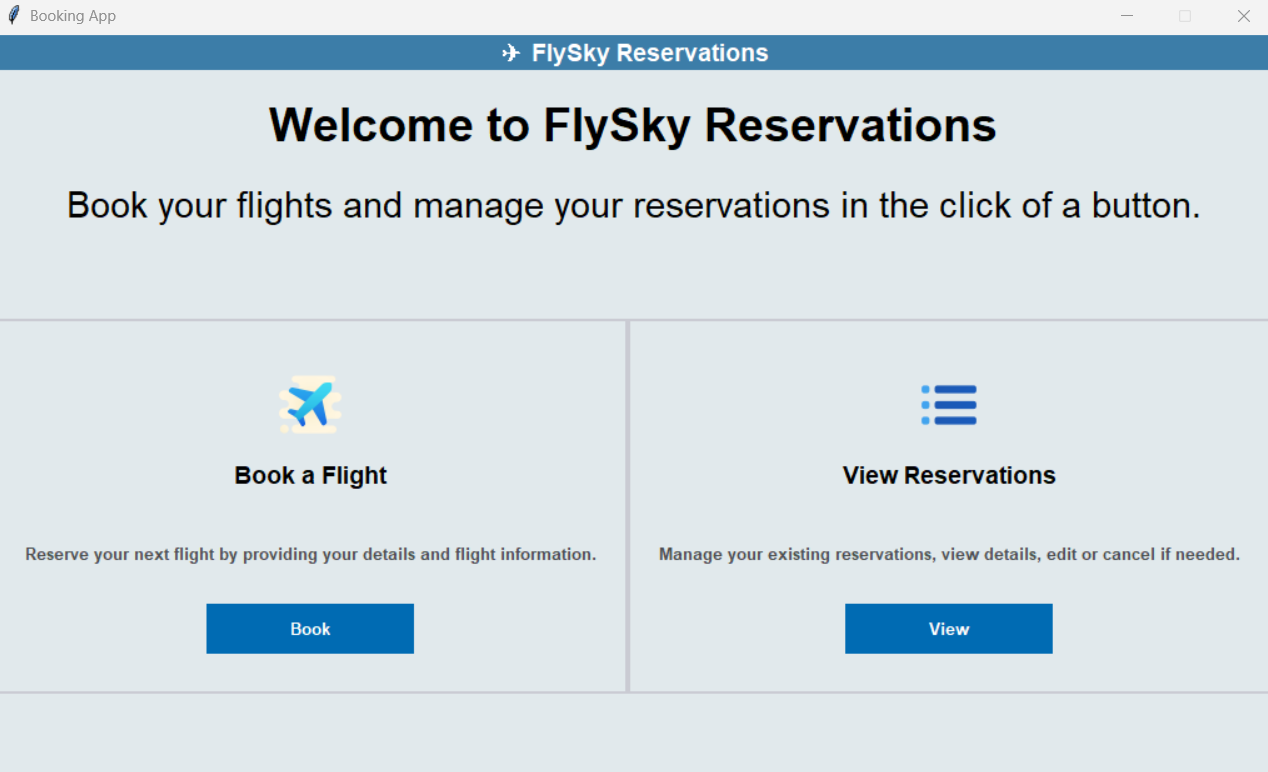 Booking App
✈ FlySky Reservations
Welcome to FlySky Reservations
Book your flights and manage your reservations in the click of a button.
Book a Flight
Reserve your next flight by providing your details and flight information.
Book
View Reservations
Manage your existing reservations, view details, edit or cancel if needed.
View